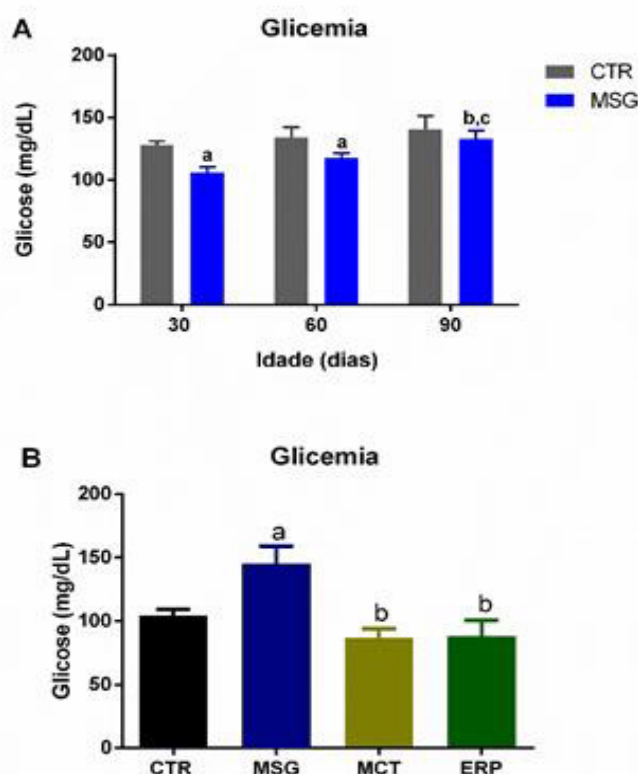 A
Glicemia
CTR
MSG
Glicose (mg/dL)
200
150
100
50
0
a
a
b,c
30 60 90
Idade (dias)
B
Glicemia
Glicose (mg/dL)
200
150
100
50
0
a
b
b
CTR MSG MCT ERP